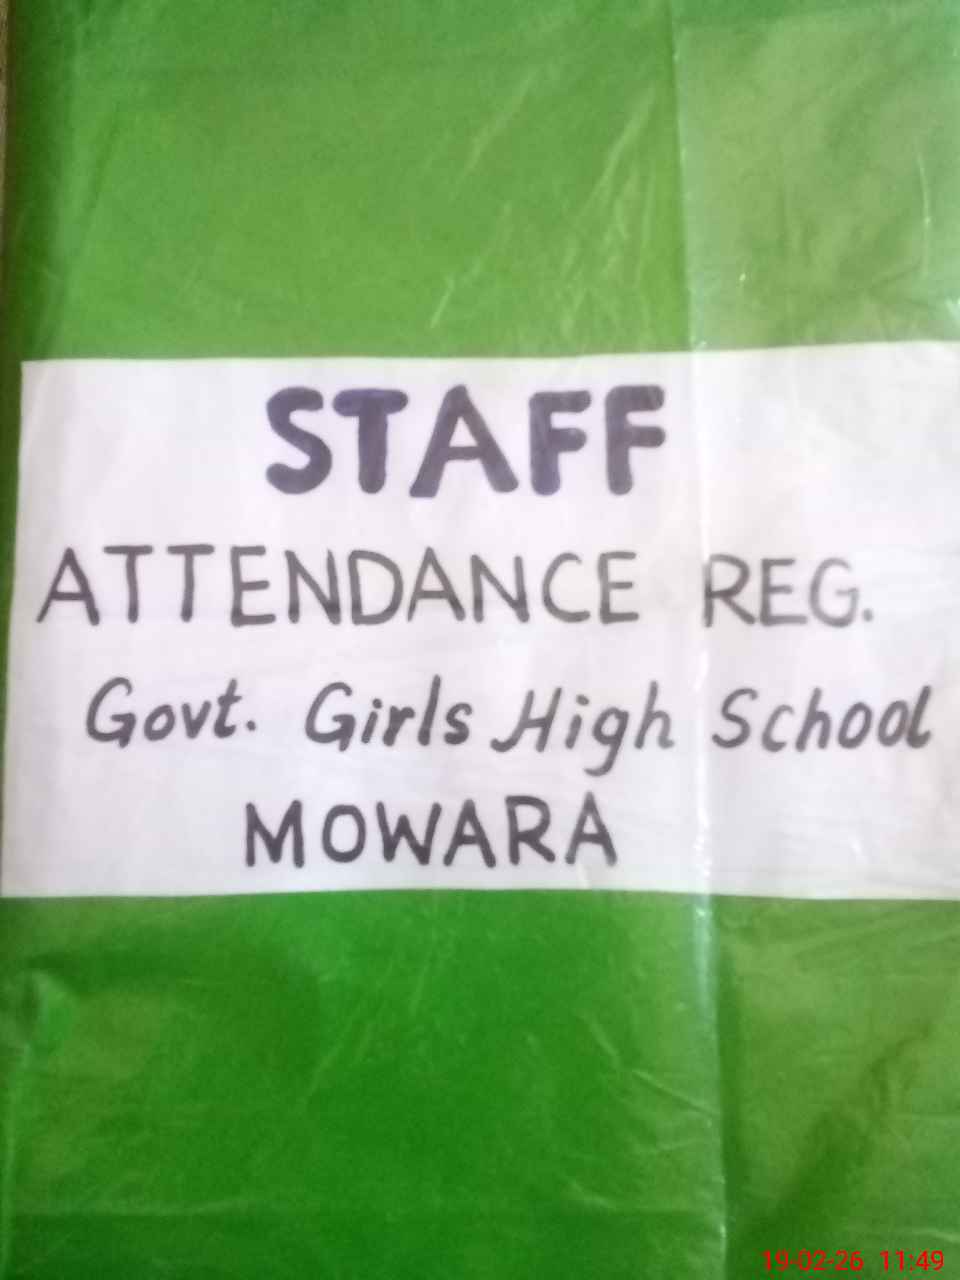 STAFF
ATTENDANCE REG.
Govt. Girls High School
MOWARA
19-02-26 11:49